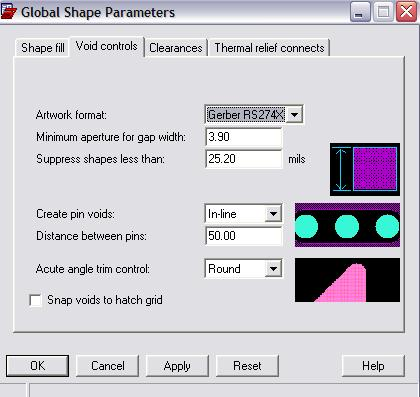 Global Shape Parameters
Shape fill Void controls Clearances Thermal relief connects
Artwork format: Gerber RS274X
Minimum aperture for gap width: 3.90
Suppress shapes less than: 25.20 mils
Create pin voids: In-line
Distance between pins: 50.00
Acute angle trim control: Round
Snap voids to hatch grid
OK Cancel Apply Reset Help